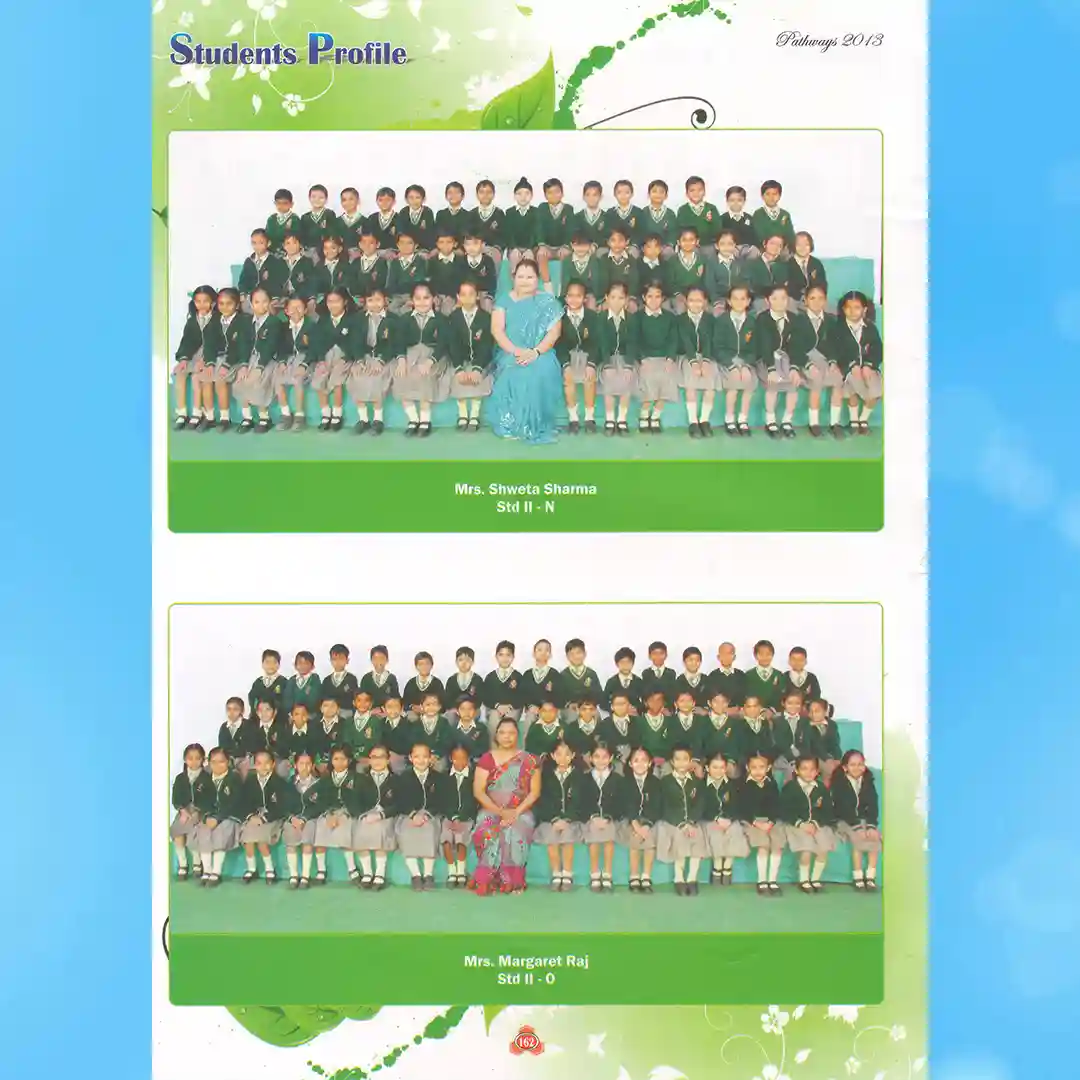 Students Profile
Pathways 2013
Mrs. Shweta Sharma
Std II - N
Mrs. Margaret Raj
Std II - O
162